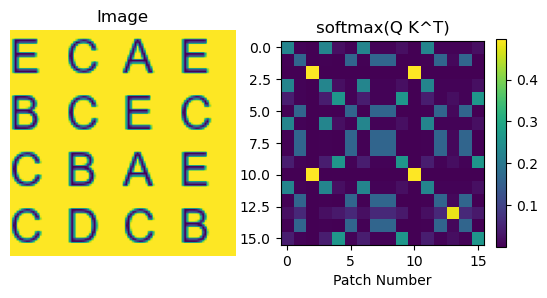 Image
E C A E
B C E C
C B A E
C D C B
softmax(Q K^T)
0.0
2.5
5.0
7.5
10.0
12.5
15.0
0 5 10 15
Patch Number
0.4
0.3
0.2
0.1